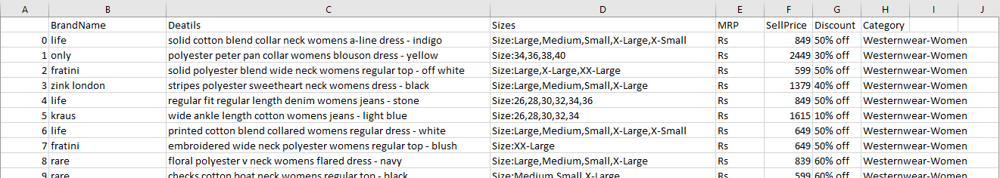 A B C D E F G H I J
BrandName Deatils Sizes MRP SellPrice Discount Category
0 life solid cotton blend collar neck womens a-line dress - indigo Size:Large,Medium,Small,X-Large,X-Small Rs 849 50% off Westernwear-Women
1 only polyester peter pan collar womens blouson dress - yellow Size:34,36,38,40 Rs 2449 30% off Westernwear-Women
2 fratini solid polyester blend wide neck womens regular top - off white Size:Large,X-Large,XX-Large Rs 599 50% off Westernwear-Women
3 zink london stripes polyester sweetheart neck womens dress - black Size:Large,Medium,Small,X-Large Rs 1379 40% off Westernwear-Women
4 life regular fit regular length denim womens jeans - stone Size:26,28,30,32,34,36 Rs 849 50% off Westernwear-Women
5 kraus wide ankle length cotton womens jeans - light blue Size:26,28,30,32,34 Rs 1615 10% off Westernwear-Women
6 life printed cotton blend collared womens regular dress - white Size:Large,Medium,Small,X-Large,X-Small Rs 649 50% off Westernwear-Women
7 fratini embroidered wide neck polyester womens regular top - blush Size:XX-Large Rs 649 50% off Westernwear-Women
8 rare floral polyester v neck womens flared dress - navy Size:Large,Medium,Small,X-Large Rs 839 60% off Westernwear-Women
9 rare checks cotton boat neck womens regular top - black Size:Medium,Small,X-Large Rs 599 60% off Westernwear-Women